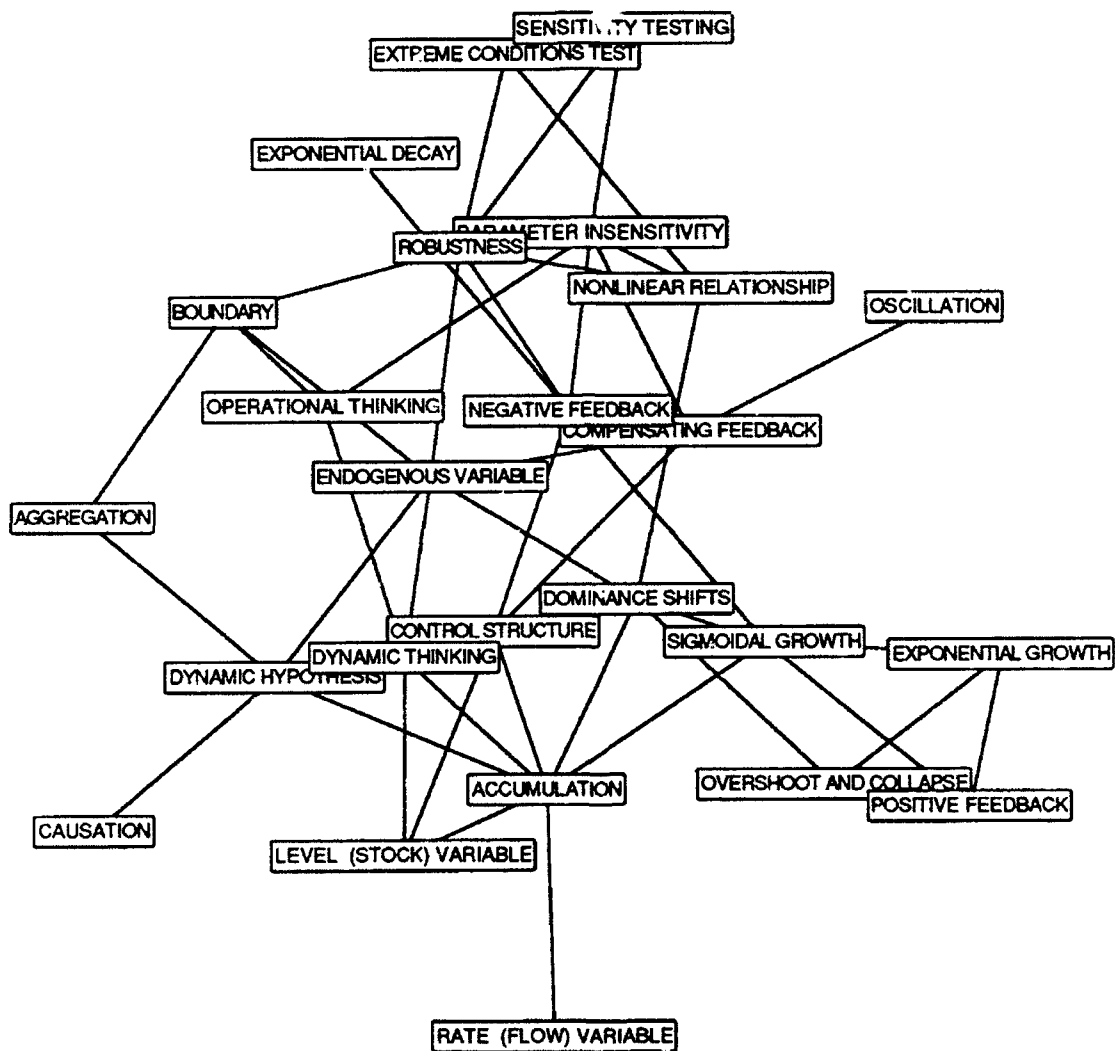 SENSITIVITY TESTING
EXTREME CONDITIONS TEST
EXPONENTIAL DECAY
PARAMETER INSENSITIVITY
ROBUSTNESS
NONLINEAR RELATIONSHIP
OSCILLATION
BOUNDARY
OPERATIONAL THINKING
NEGATIVE FEEDBACK
COMPENSATING FEEDBACK
ENDOGENOUS VARIABLE
AGGREGATION
DOMINANCE SHIFTS
CONTROL STRUCTURE
SIGMOIDAL GROWTH
EXPONENTIAL GROWTH
DYNAMIC THINKING
DYNAMIC HYPOTHESIS
ACCUMULATION
OVERSHOOT AND COLLAPSE
POSITIVE FEEDBACK
CAUSATION
LEVEL (STOCK) VARIABLE
RATE (FLOW) VARIABLE